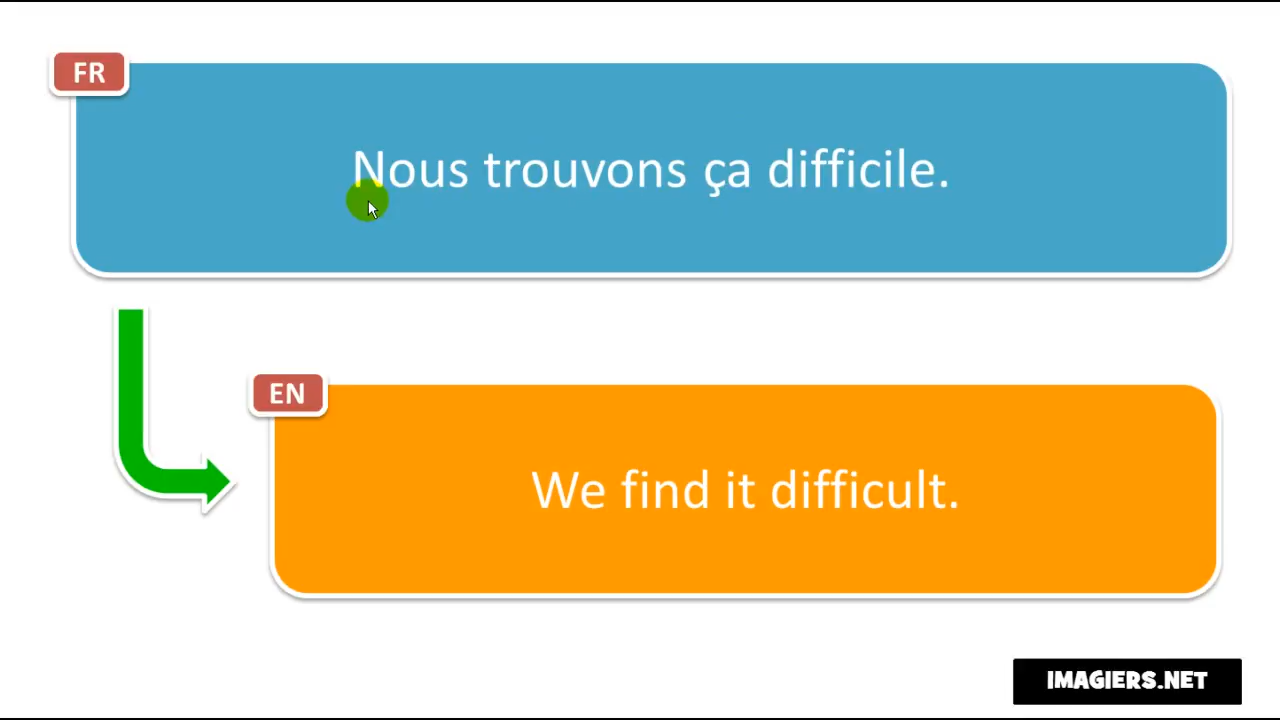 FR
Nous trouvons ça difficile.
EN
We find it difficult.
IMAGIERS.NET